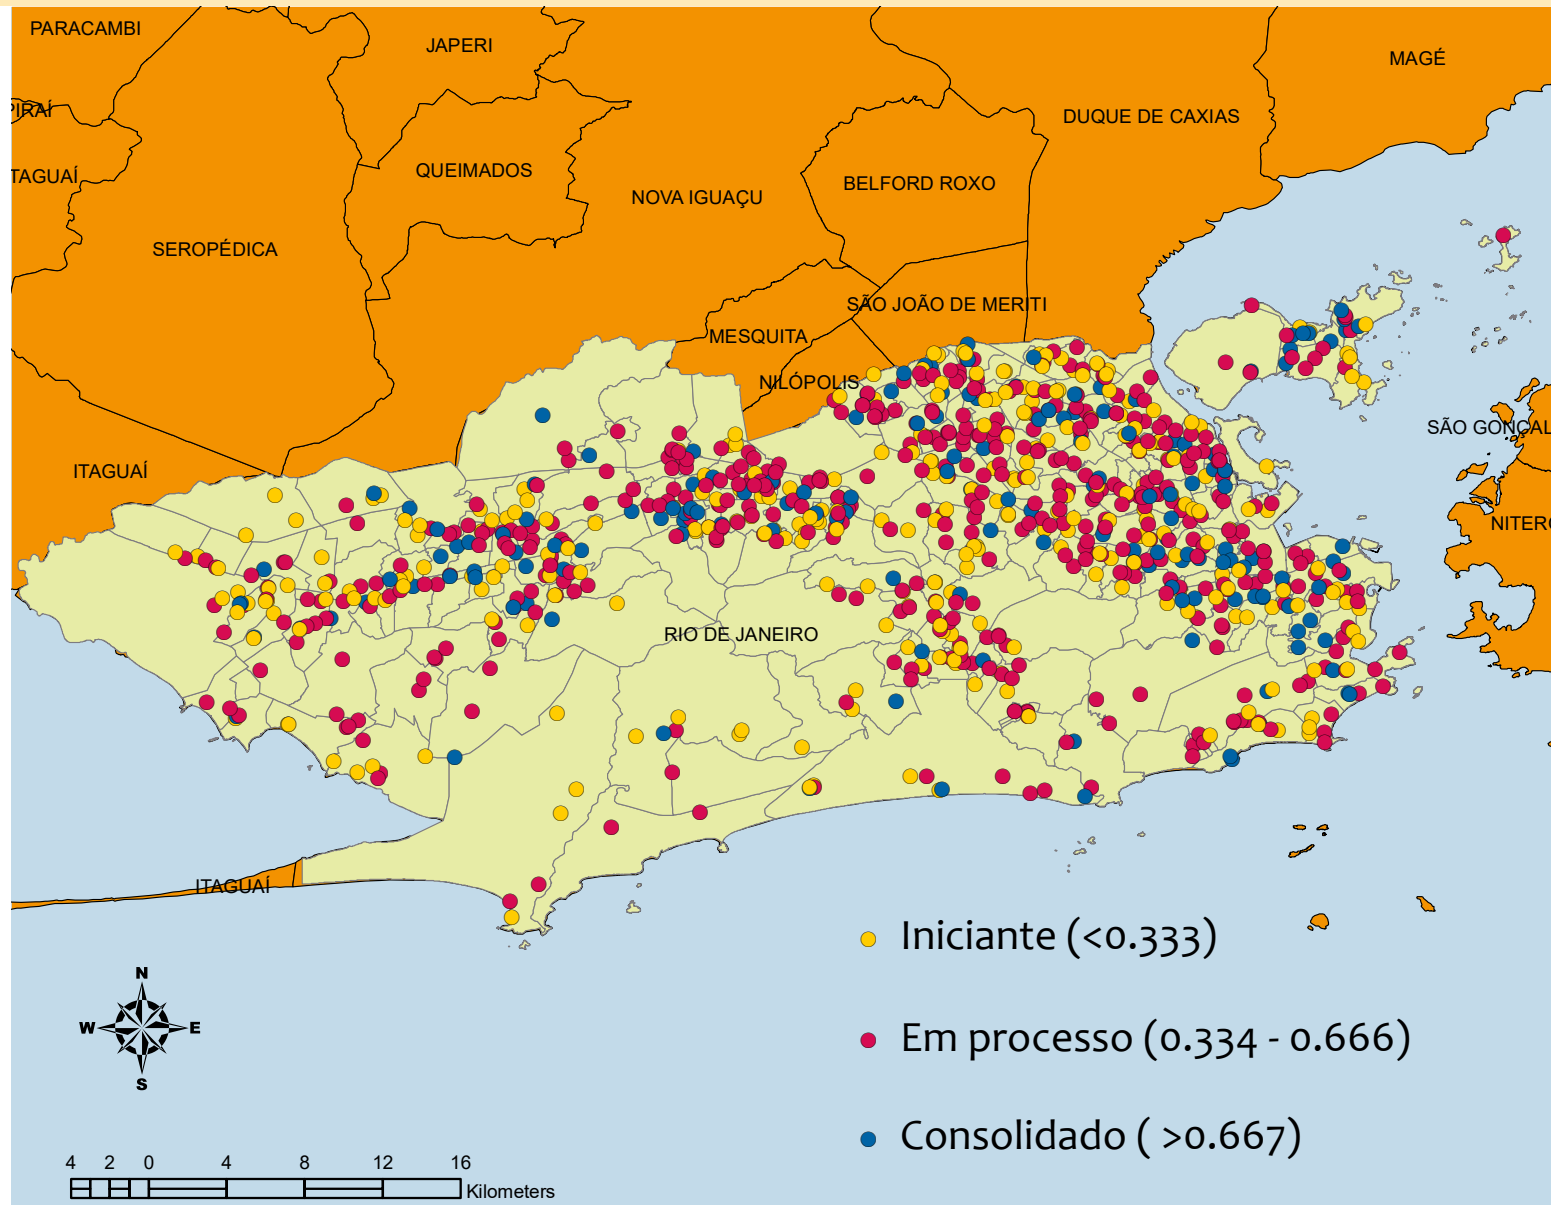 PARACAMBI
JAPERI
MAGÉ
PIRAÍ
DUQUE DE CAXIAS
TAGUAÍ
QUEIMADOS
BELFORD ROXO
NOVA IGUAÇU
SEROPÉDICA
SÃO JOÃO DE MERITI
MESQUITA
NILÓPOLIS
SÃO GONÇAL
ITAGUAÍ
NITERO
RIO DE JANEIRO
ITAGUAÍ
Iniciante (<0.333)
N
W E
S
Em processo (0.334 - 0.666)
Consolidado ( >0.667)
4 2 0 4 8 12 16
Kilometers